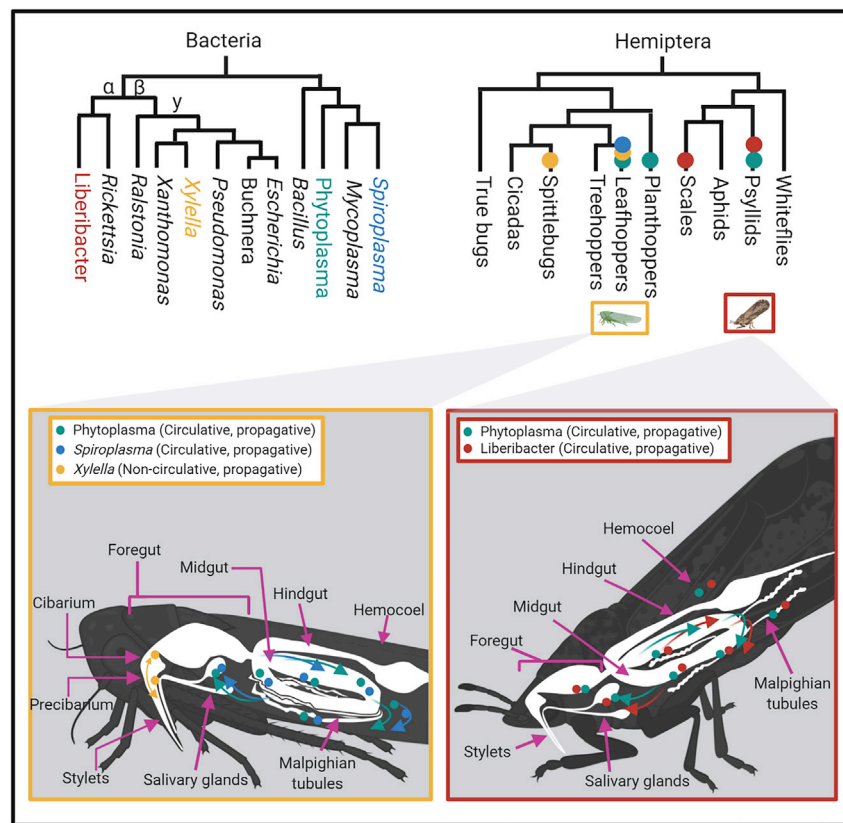 Bacteria
α
β
y
Liberibacter
Rickettsia
Ralstonia
Xanthomonas
Xylella
Pseudomonas
Buchnera
Escherichia
Bacillus
Phytoplasma
Mycoplasma
Spiroplasma
Hemiptera
True bugs
Cicadas
Spittlebugs
Treehoppers
Leafhoppers
Planthoppers
Scales
Aphids
Psyllids
Whiteflies
Phytoplasma (Circulative, propagative)
Spiroplasma (Circulative, propagative)
Xylella (Non-circulative, propagative)
Foregut
Midgut
Cibarium
Hindgut
Hemocoel
Precibarium
Stylets
Salivary glands
Malpighian
tubules
Phytoplasma (Circulative, propagative)
Liberibacter (Circulative, propagative)
Hemocoel
Hindgut
Midgut
Foregut
Malpighian
tubules
Stylets
Salivary glands